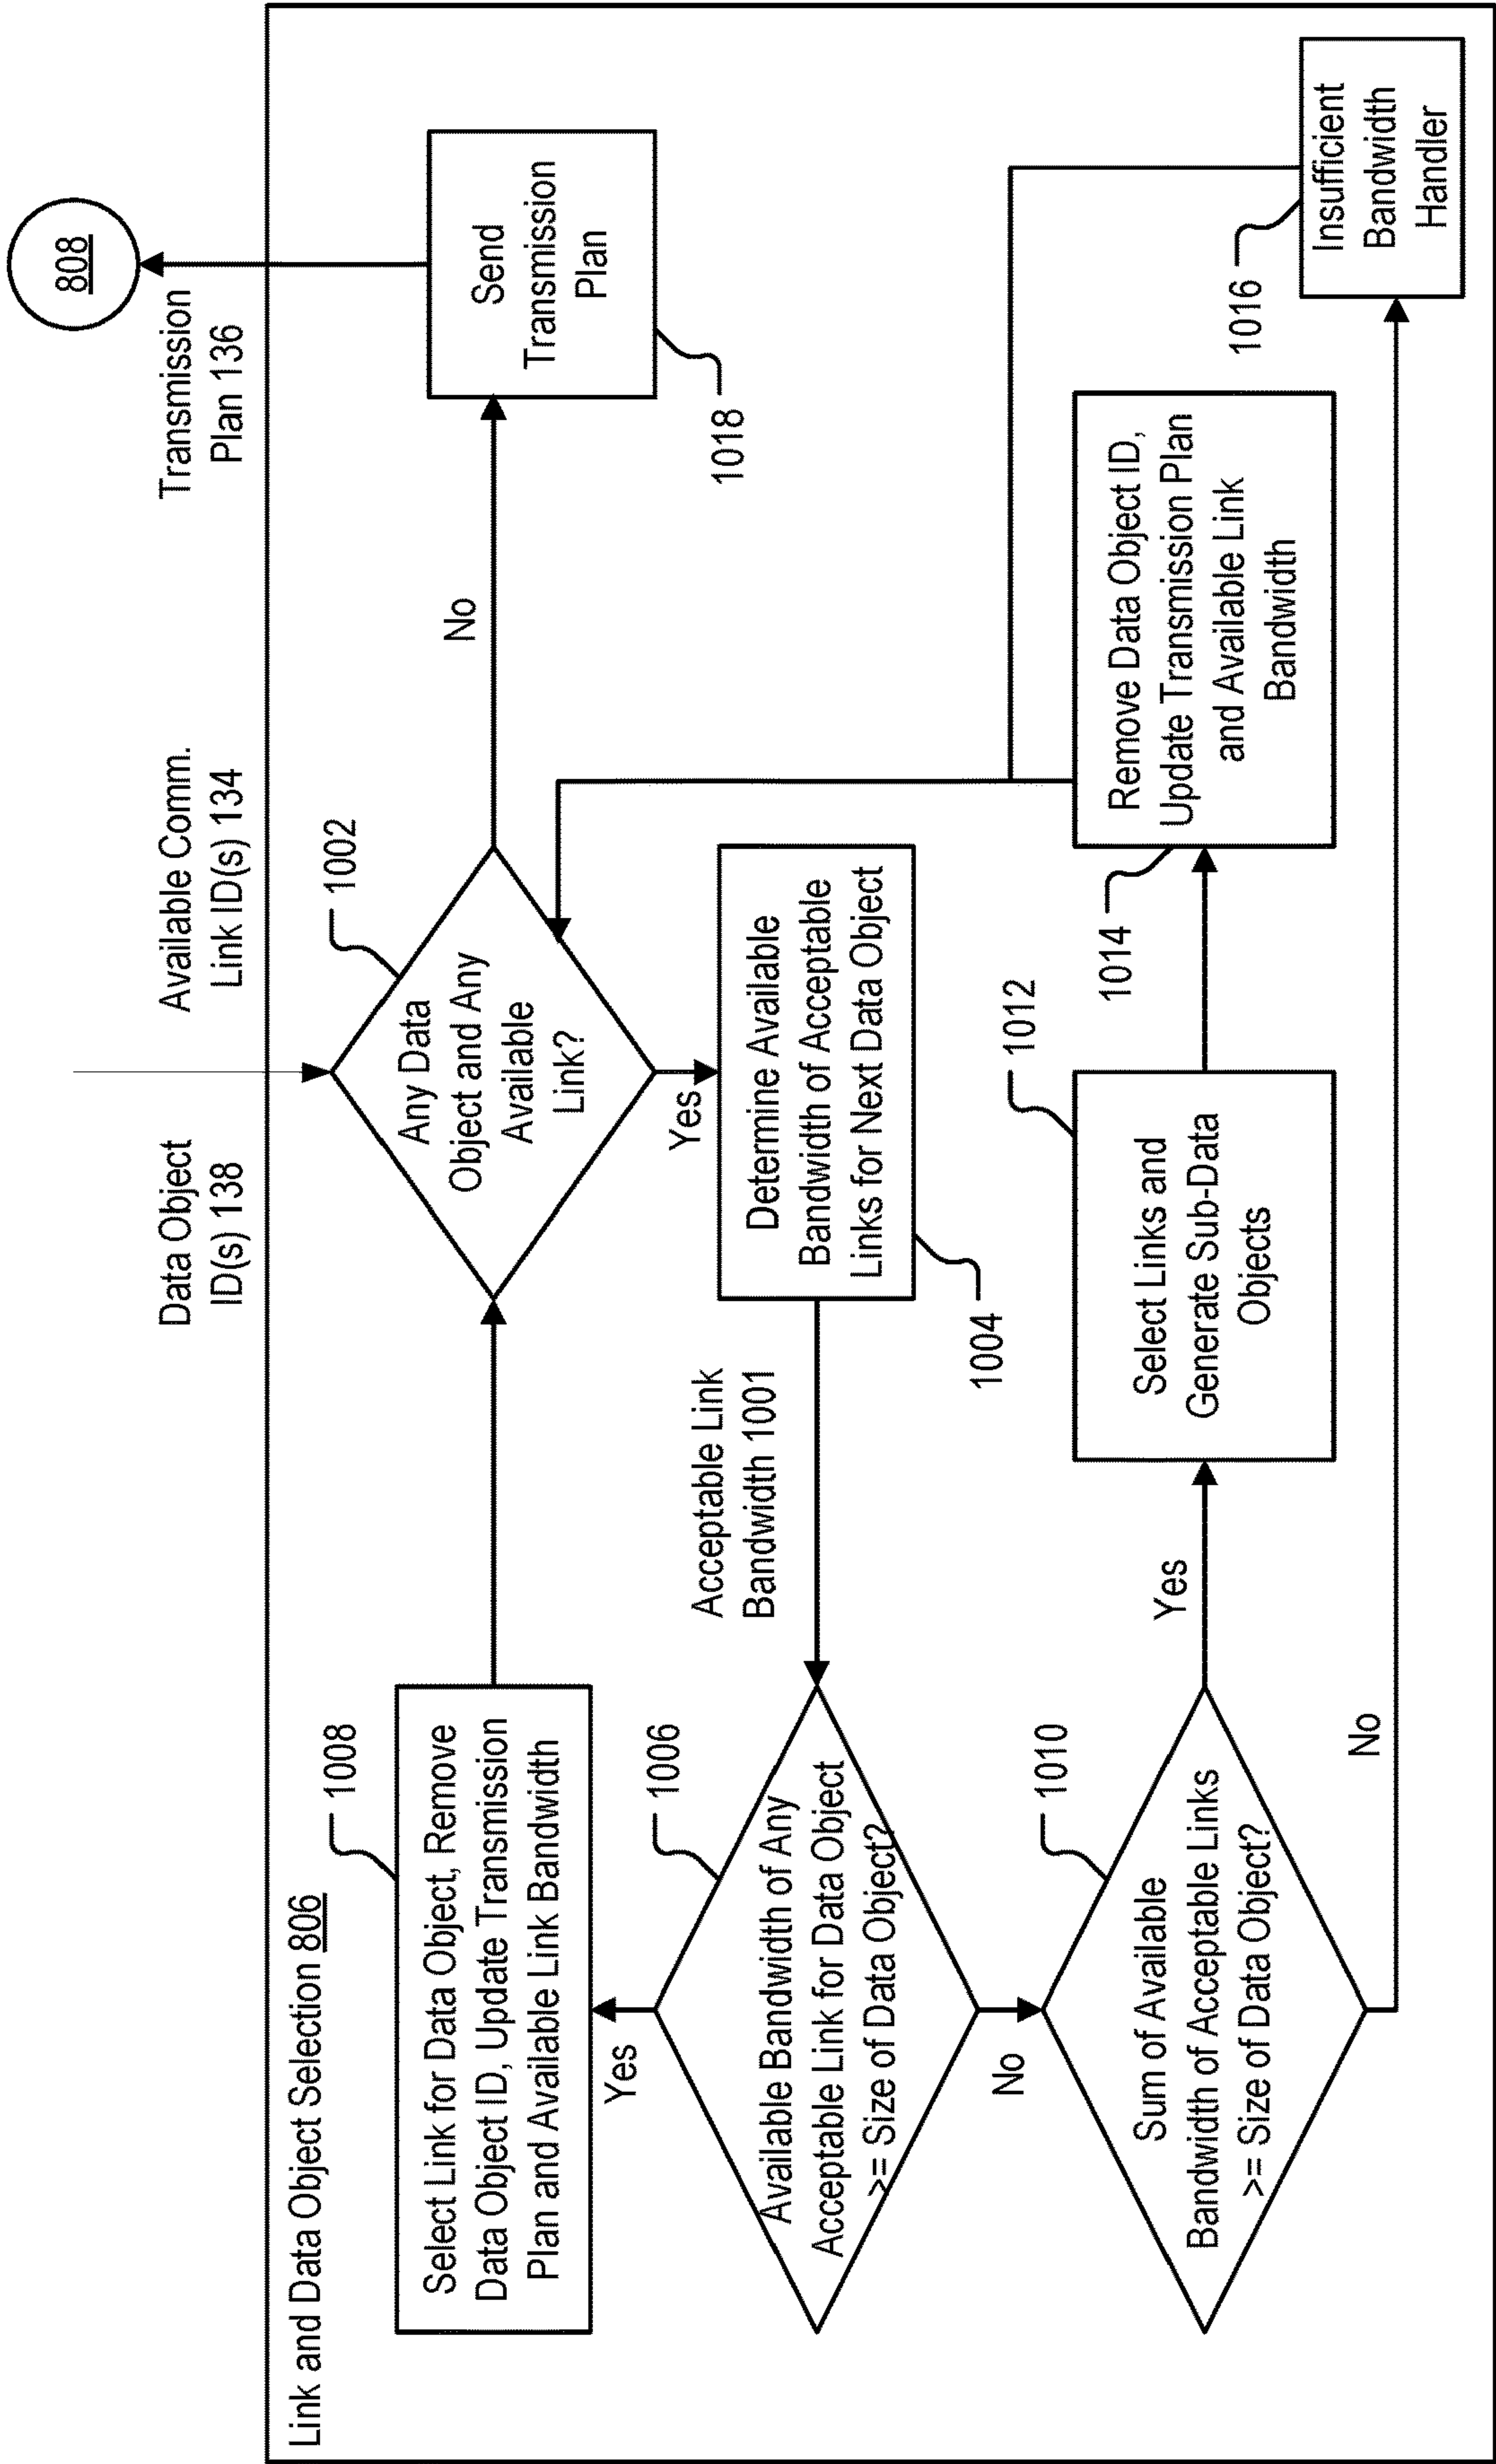 Data Object
ID(s) 138
Available Comm.
Link ID(s) 134
Transmission
Plan 136
808
Link and Data Object Selection 806
1008
Select Link for Data Object, Remove
Data Object ID, Update Transmission
Plan and Available Link Bandwidth
1002
Any Data
Object and Any
Available
Link?
No
Send
Transmission
Plan
1018
Yes
Yes
Determine Available
Bandwidth of Acceptable
Links for Next Data Object
1004
Acceptable Link
Bandwidth 1001
1006
Available Bandwidth of Any
Acceptable Link for Data Object
>= Size of Data Object?
No
1010
Sum of Available
Bandwidth of Acceptable Links
>= Size of Data Object?
Yes
No
1012
Select Links and
Generate Sub-Data
Objects
1014
Remove Data Object ID,
Update Transmission Plan
and Available Link
Bandwidth
1016
Insufficient
Bandwidth
Handler